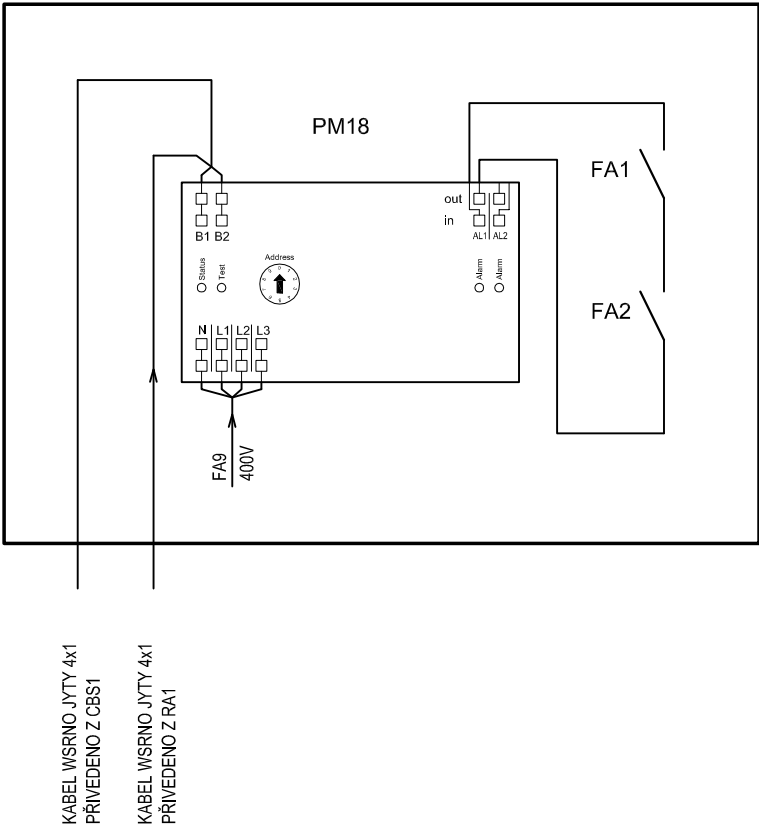 PM18
FA1
out
in
B1 B2
AL1 AL2
Status
Test
Address
Alarm
Alarm
FA2
N L1 L2 L3
FA9
400V
KABEL WSRNO JYTY 4x1
PŘIVEDENO Z CBS1
KABEL WSRNO JYTY 4x1
PŘIVEDENO Z RA1